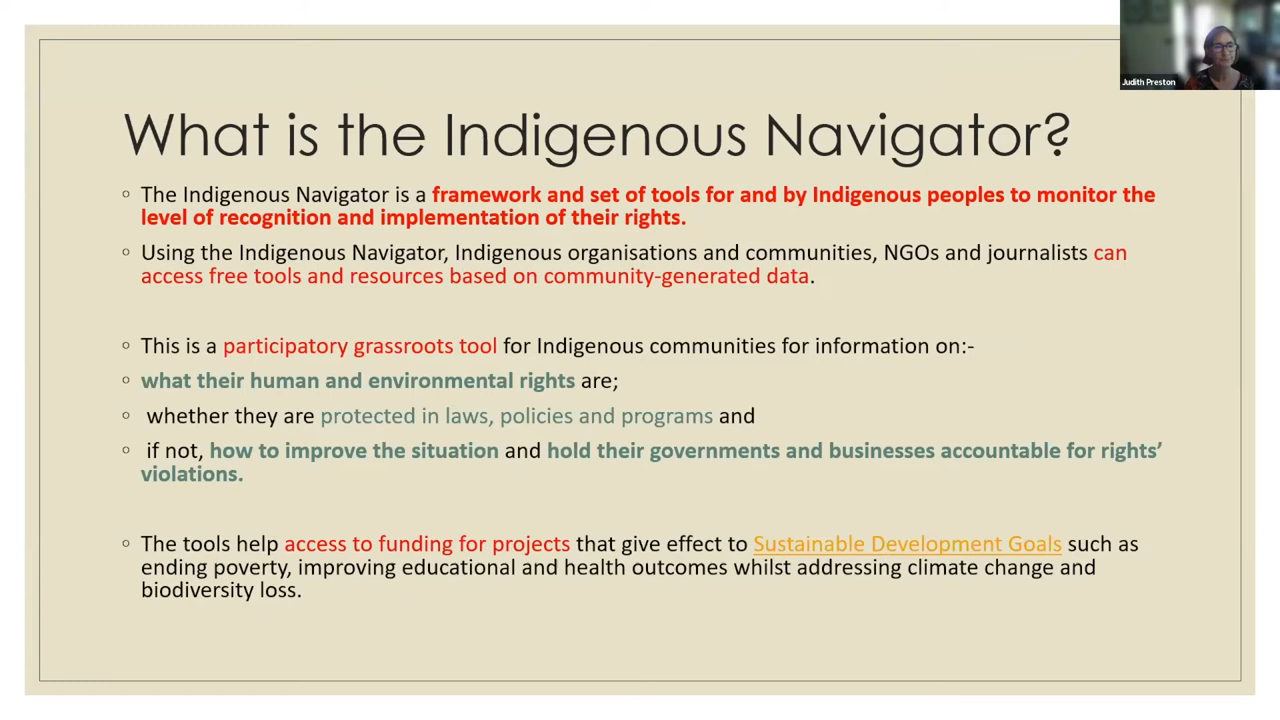 Judith Preston
What is the Indigenous Navigator?
◦ The Indigenous Navigator is a framework and set of tools for and by Indigenous peoples to monitor the
level of recognition and implementation of their rights.
◦ Using the Indigenous Navigator, Indigenous organisations and communities, NGOs and journalists can
access free tools and resources based on community-generated data.
◦ This is a participatory grassroots tool for Indigenous communities for information on:-
◦ what their human and environmental rights are;
◦ whether they are protected in laws, policies and programs and
◦ if not, how to improve the situation and hold their governments and businesses accountable for rights’
violations.
◦ The tools help access to funding for projects that give effect to Sustainable Development Goals such as
ending poverty, improving educational and health outcomes whilst addressing climate change and
biodiversity loss.